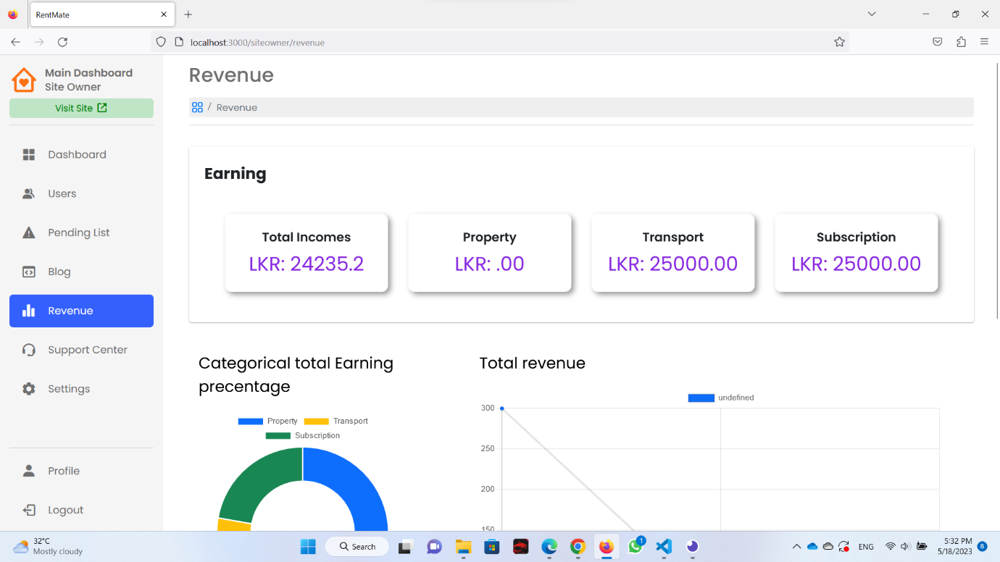 RentMate
localhost:3000/siteowner/revenue
Main Dashboard
Site Owner
Visit Site
Dashboard
Users
Pending List
Blog
Revenue
Support Center
Settings
Profile
Logout
Revenue
/ Revenue
Earning
Total Incomes
LKR: 24235.2
Property
LKR: .00
Transport
LKR: 25000.00
Subscription
LKR: 25000.00
Categorical total Earning
precentage
Property Transport
Subscription
Total revenue
undefined
300
250
200
150
32°C
Mostly cloudy
Search
1
ENG
5:32 PM
5/18/2023
8